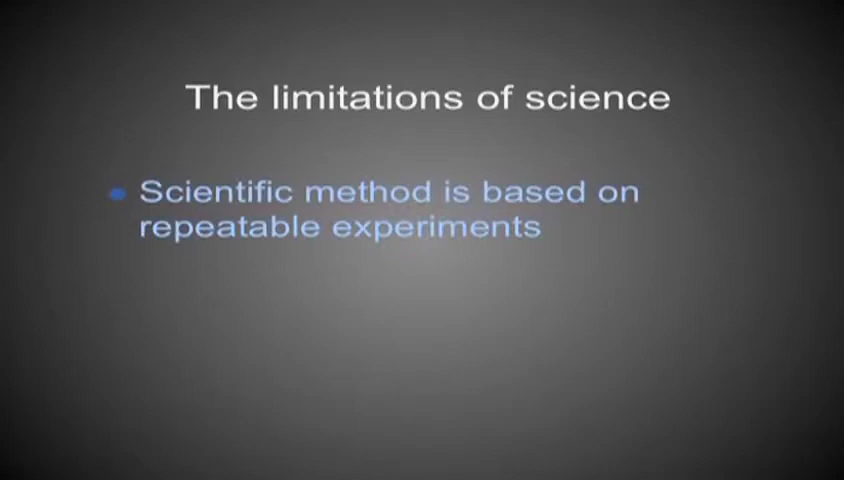 The limitations of science
Scientific method is based on
repeatable experiments